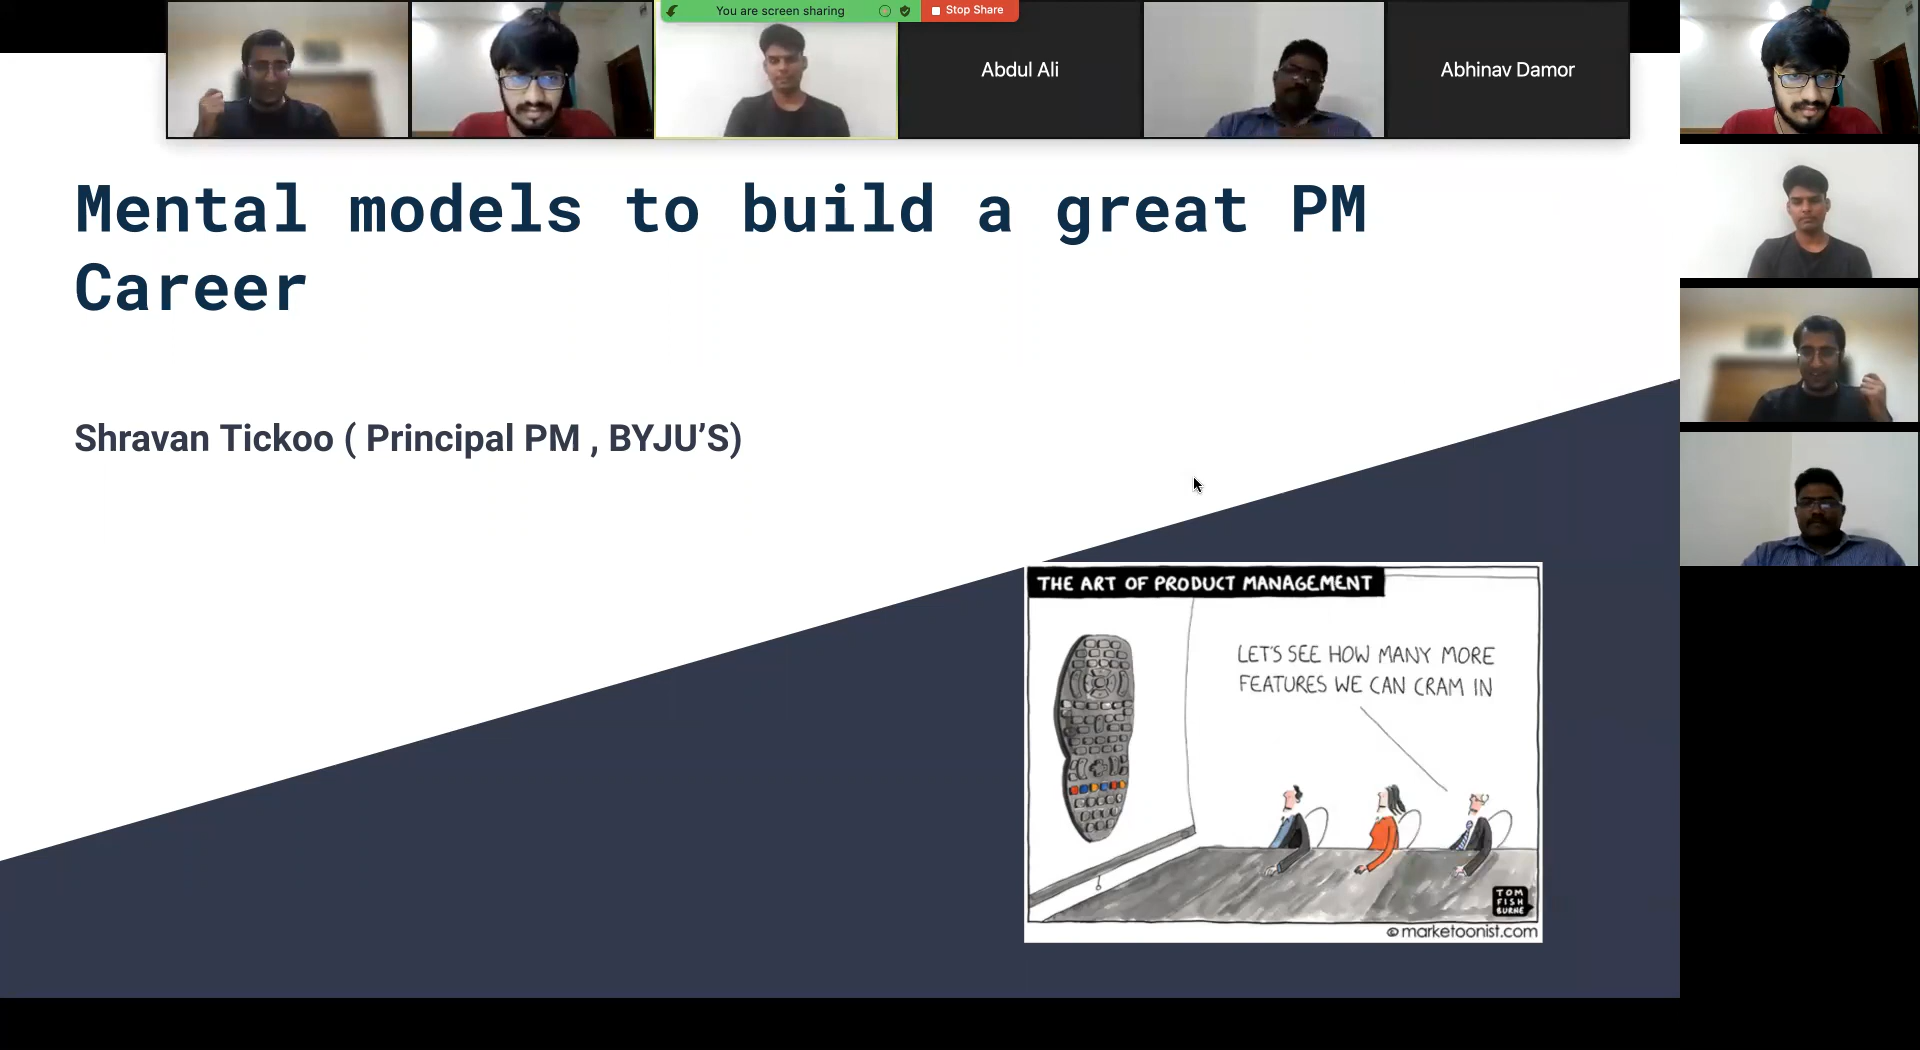 You are screen sharing
Stop Share
Abdul Ali
Abhinav Damor
Mental models to build a great PM
Career
Shravan Tickoo ( Principal PM , BYJU’S)
THE ART OF PRODUCT MANAGEMENT
LET'S SEE HOW MANY MORE
FEATURES WE CAN CRAM IN
TOM
FISH
BURNE
© marketoonist.com